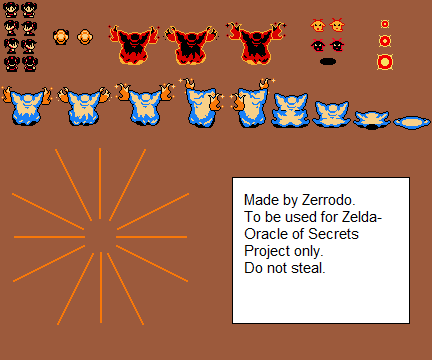 Made by Zerrodo.
To be used for Zelda-
Oracle of Secrets
Project only.
Do not steal.